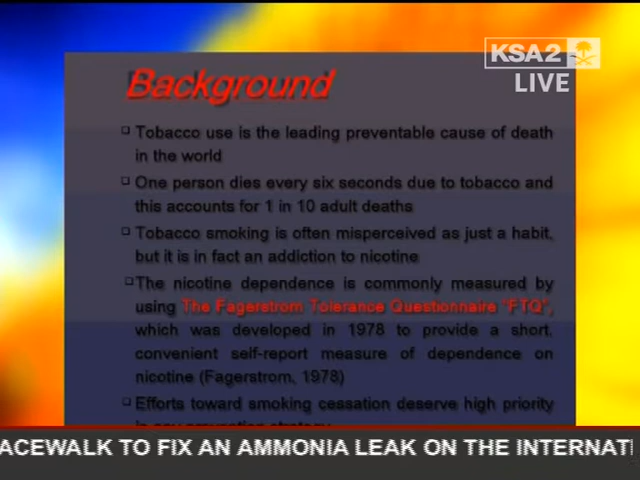 KSA2
LIVE
Background
Tobacco use is the leading preventable cause of death
in the world
One person dies every six seconds due to tobacco and
this accounts for 1 in 10 adult deaths
Tobacco smoking is often misperceived as just a habit,
but it is in fact an addiction to nicotine
The nicotine dependence is commonly measured by
using The Fagerstrom Tolerance Questionnaire "FTQ",
which was developed in 1978 to provide a short,
convenient self-report measure of dependence on
nicotine (Fagerstrom, 1978)
Efforts toward smoking cessation deserve high priority
ACEWALK TO FIX AN AMMONIA LEAK ON THE INTERNATI